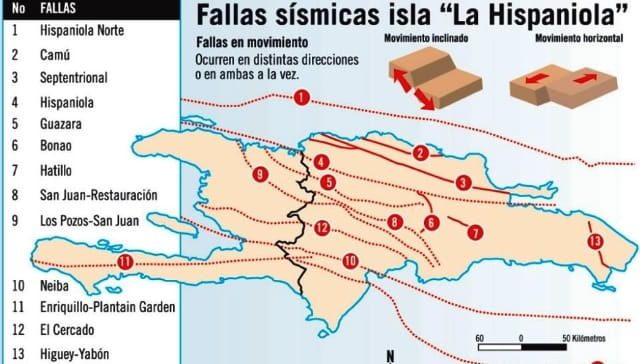 No FALLAS
1 Hispaniola Norte
2 Camú
3 Septentrional
4 Hispaniola
5 Guazara
6 Bonao
7 Hatillo
8 San Juan-Restauración
9 Los Pozos-San Juan
10 Neiba
11 Enriquillo-Plantain Garden
12 El Cercado
13 Higuey-Yabón
Fallas sísmicas isla “La Hispaniola”
Fallas en movimiento
Ocurren en distintas direcciones
o en ambas a la vez.
Movimiento inclinado
Movimiento horizontal
1
2
3
4
5
9
8
6
7
12
13
10
11
60 0 50 Kilómetros
N